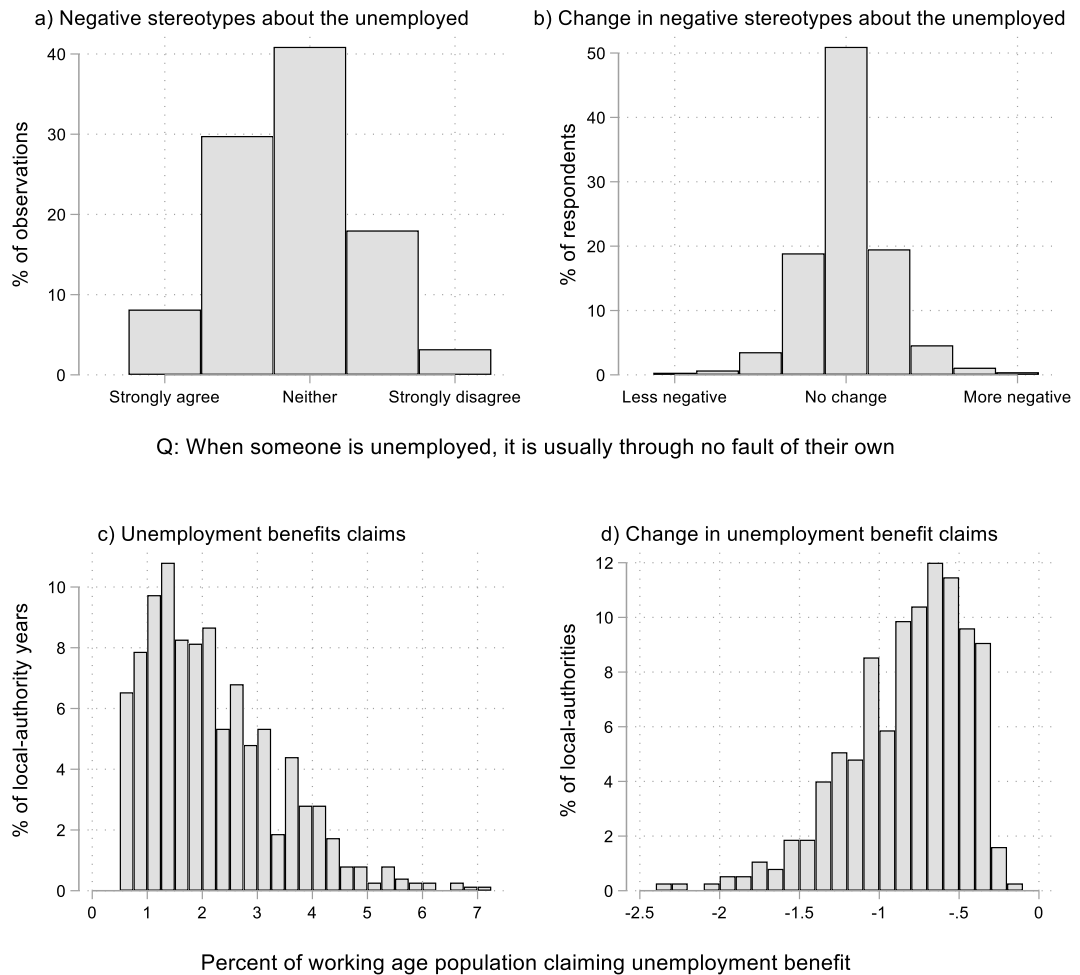 a) Negative stereotypes about the unemployed
% of observations
40
30
20
10
0
Strongly agree Neither Strongly disagree
b) Change in negative stereotypes about the unemployed
% of respondents
50
40
30
20
10
0
Less negative No change More negative
Q: When someone is unemployed, it is usually through no fault of their own
c) Unemployment benefits claims
% of local-authority years
10
8
6
4
2
0
0 1 2 3 4 5 6 7
d) Change in unemployment benefit claims
% of local-authorities
12
10
8
6
4
2
0
-2.5 -2 -1.5 -1 -.5 0
Percent of working age population claiming unemployment benefit